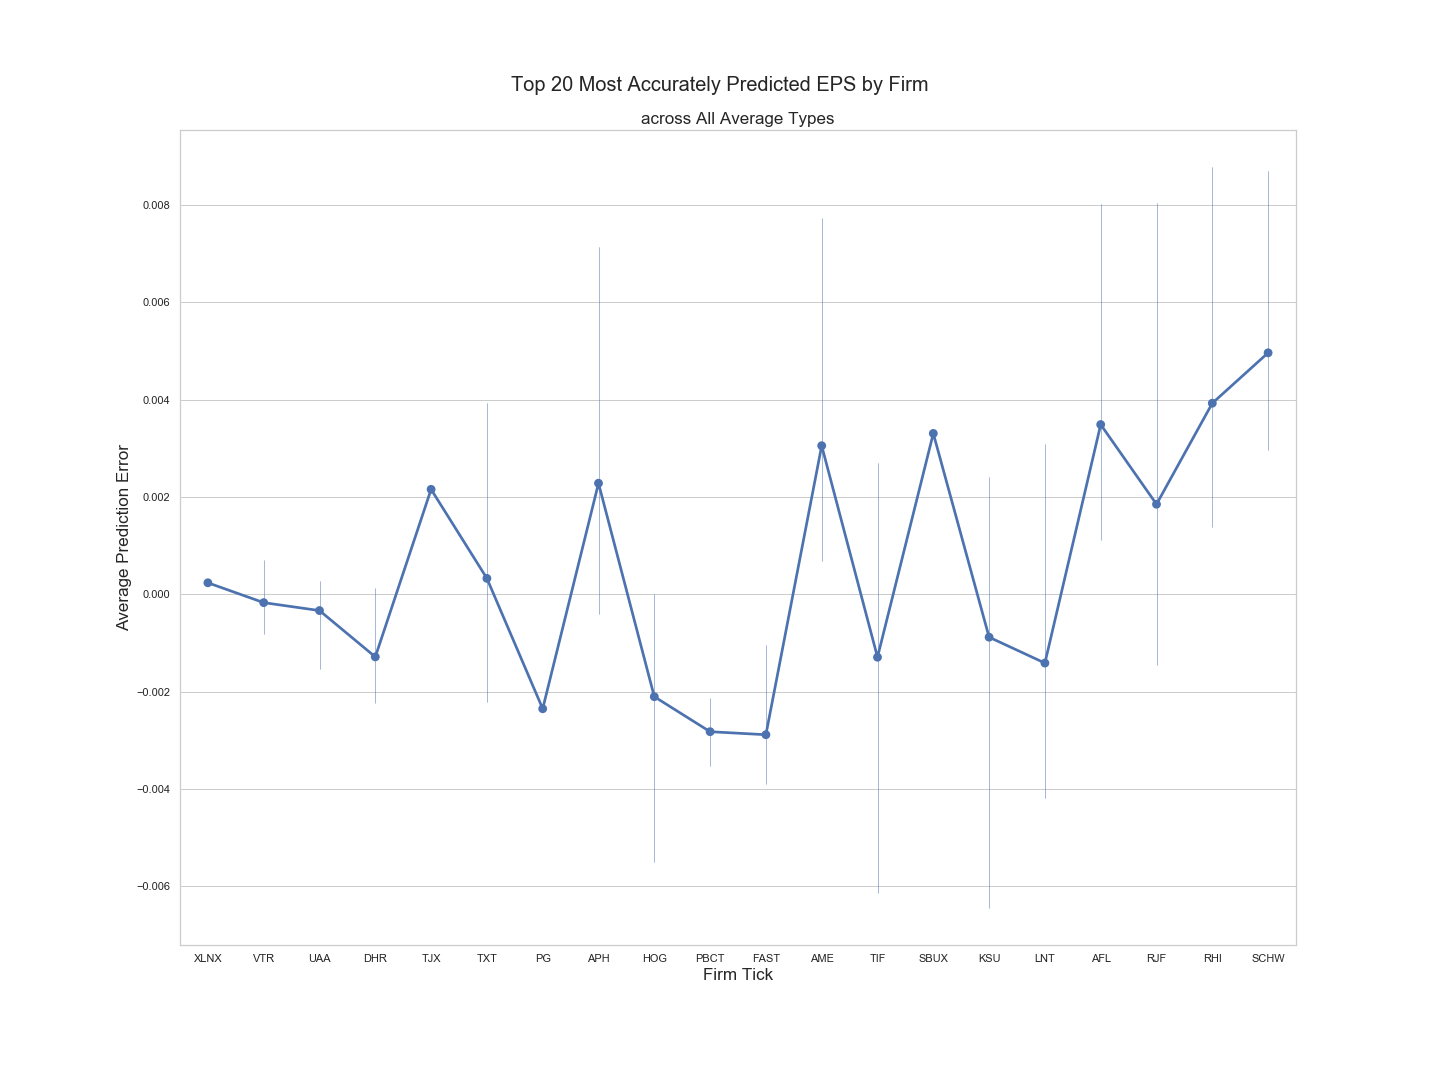 Top 20 Most Accurately Predicted EPS by Firm
across All Average Types
0.008
0.006
0.004
0.002
0.000
−0.002
−0.004
−0.006
Average Prediction Error
XLNX VTR UAA DHR TJX TXT PG APH HOG PBCT FAST AME TIF SBUX KSU LNT AFL RJF RHI SCHW
Firm Tick